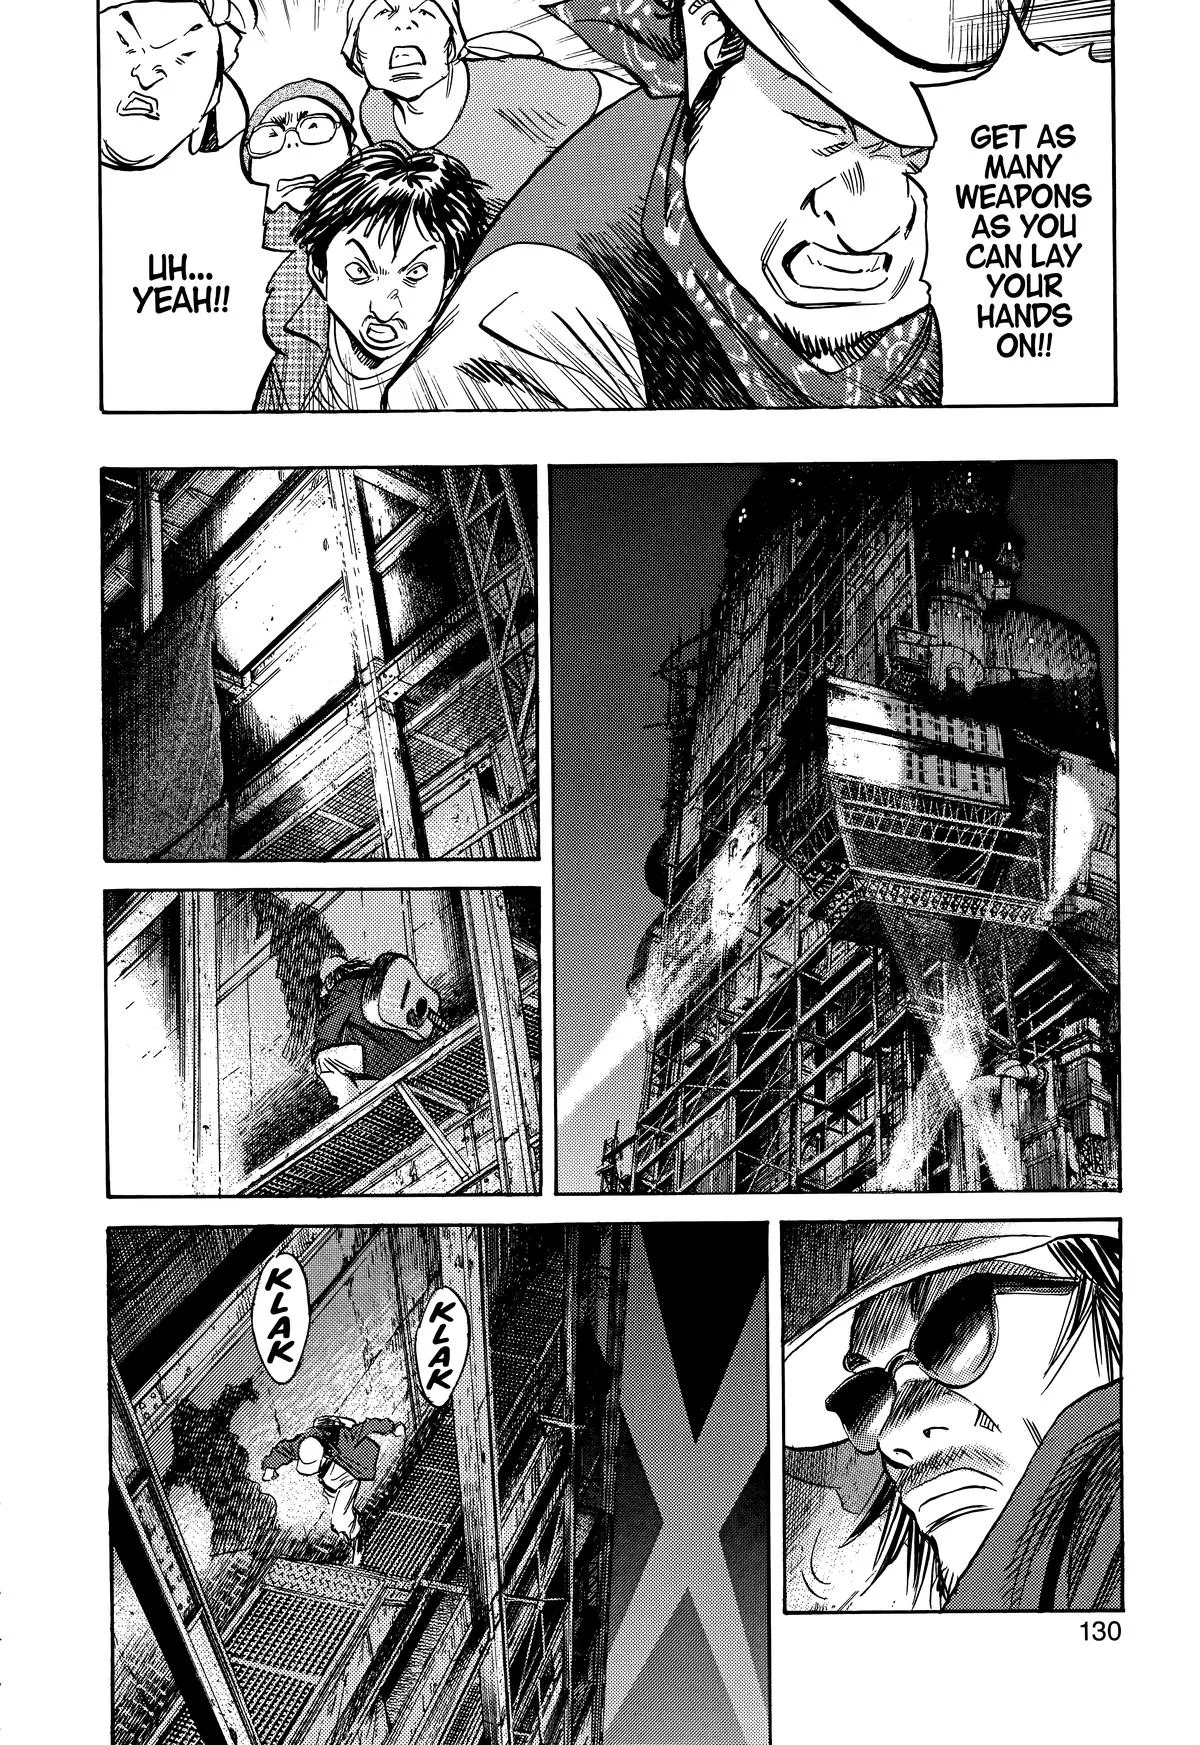 GET AS
MANY
WEAPONS
AS YOU
CAN LAY
YOUR
HANDS
ON!!
UH...
YEAH!!
KLAK
KLAK
130